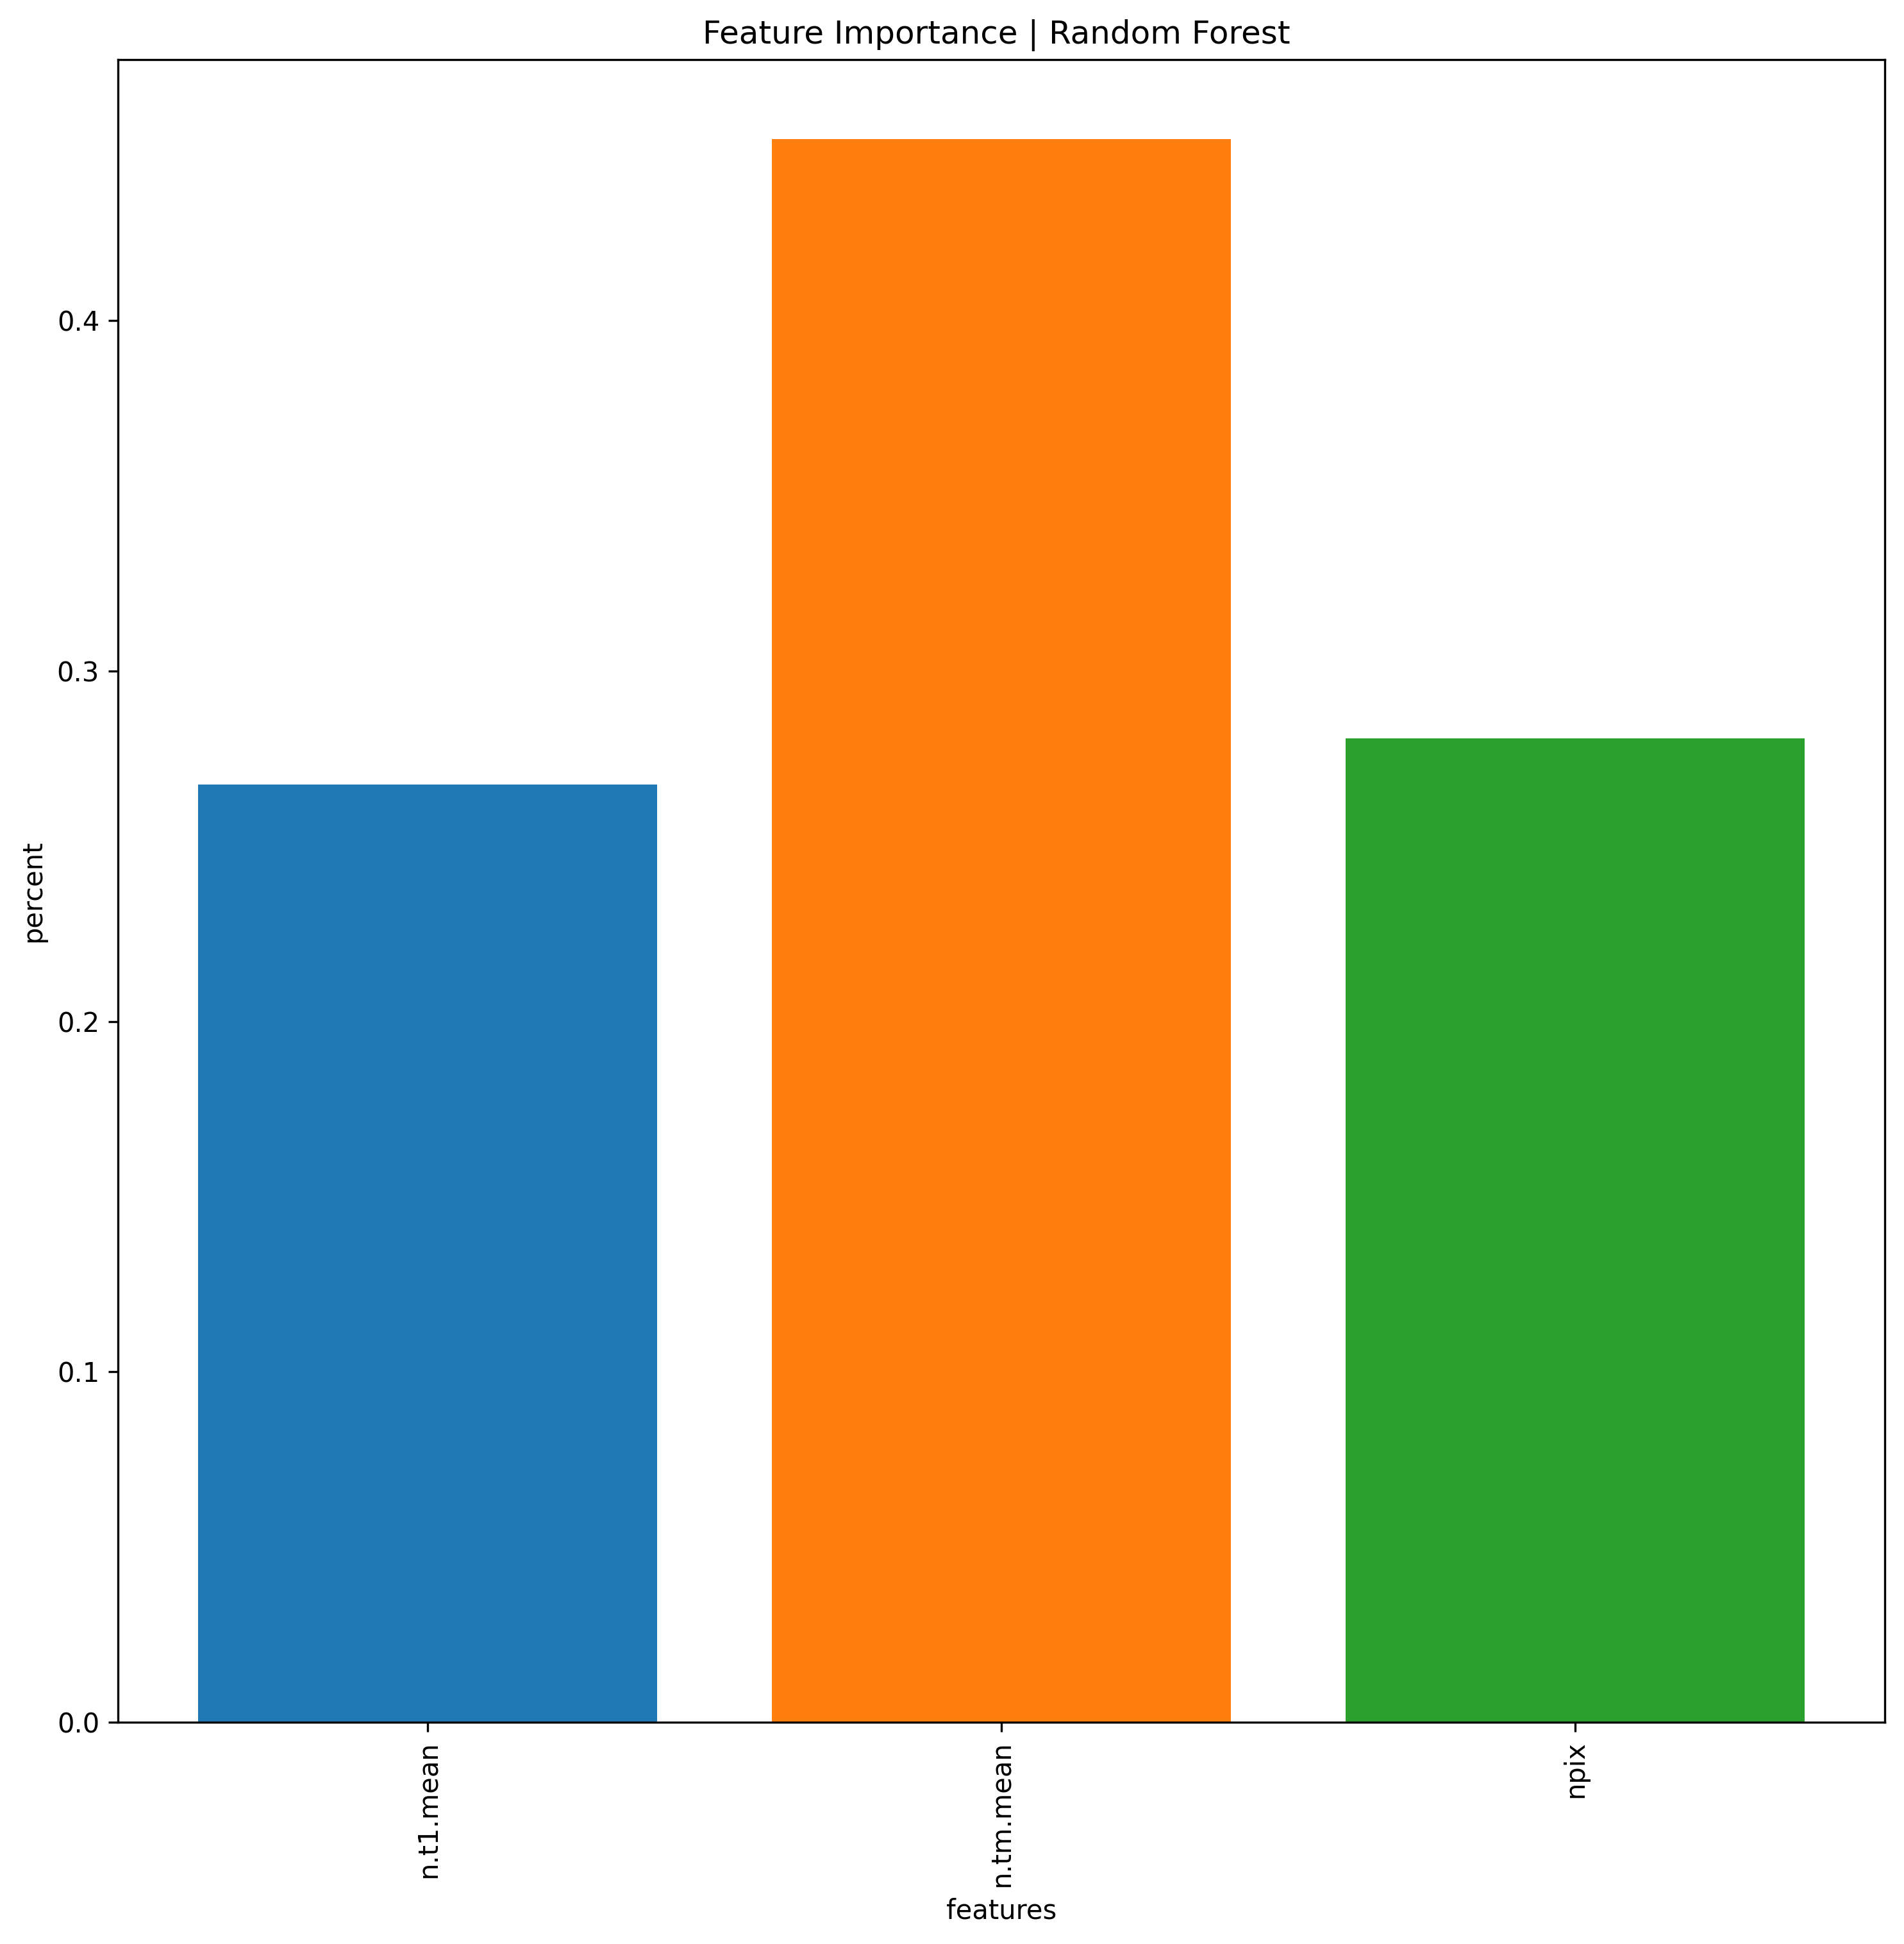 Feature Importance | Random Forest
percent
0.4
0.3
0.2
0.1
0.0
n.t1.mean
n.tm.mean
npix
features